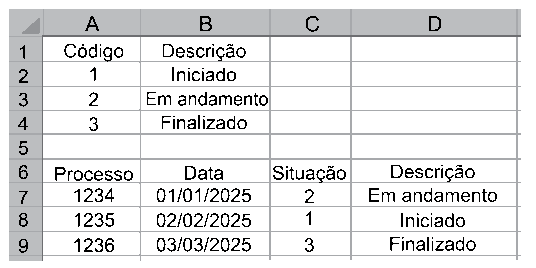 A B C D
1 Código Descrição
2 1 Iniciado
3 2 Em andamento
4 3 Finalizado
5
6 Processo Data Situação Descrição
7 1234 01/01/2025 2 Em andamento
8 1235 02/02/2025 1 Iniciado
9 1236 03/03/2025 3 Finalizado